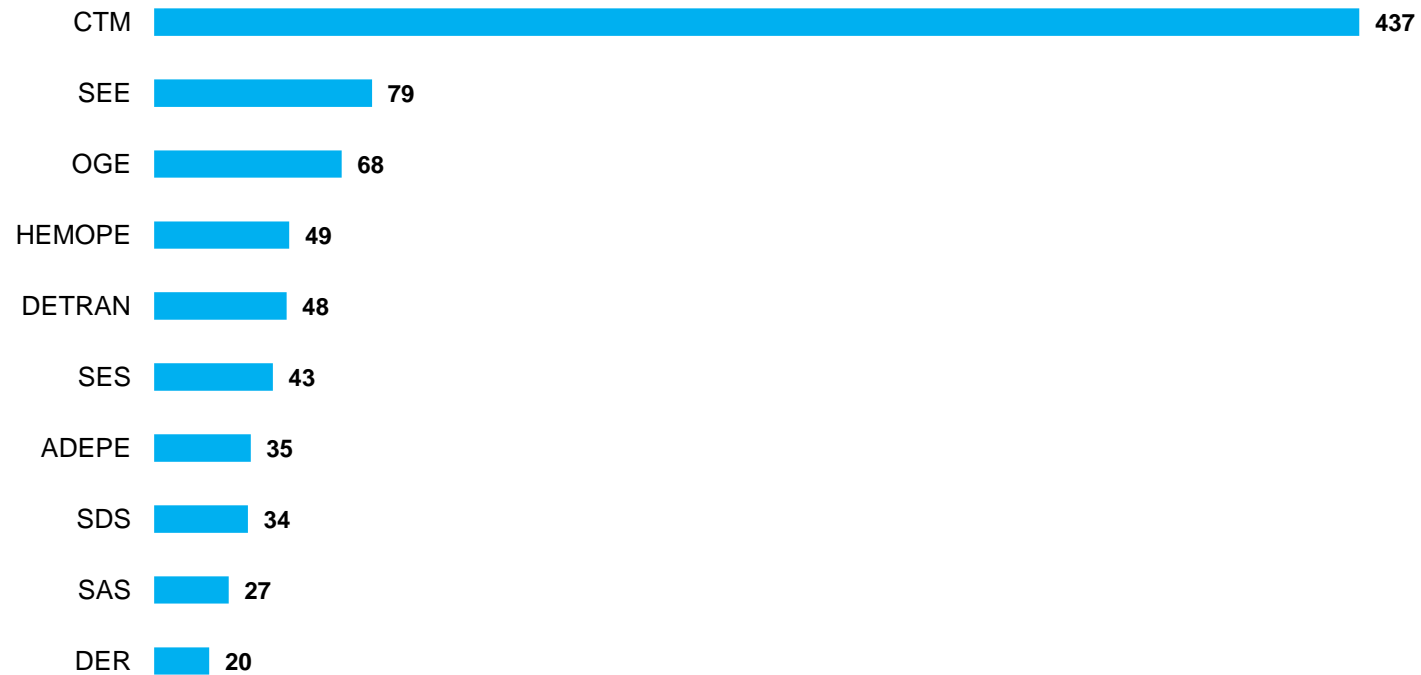 CTM 437
SEE 79
OGE 68
HEMOPE 49
DETRAN 48
SES 43
ADEPE 35
SDS 34
SAS 27
DER 20